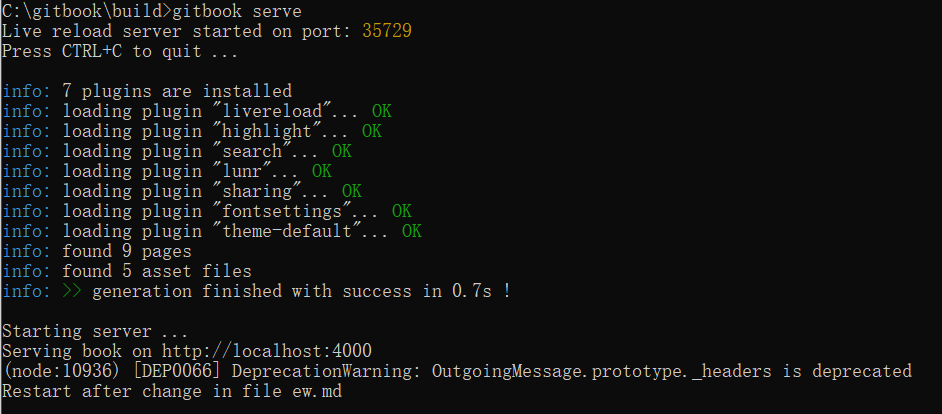 C:\gitbook\build>gitbook serve
Live reload server started on port: 35729
Press CTRL+C to quit ...
info: 7 plugins are installed
info: loading plugin "livereload"... OK
info: loading plugin "highlight"... OK
info: loading plugin "search"... OK
info: loading plugin "lunr"... OK
info: loading plugin "sharing"... OK
info: loading plugin "fontsettings"... OK
info: loading plugin "theme-default"... OK
info: found 9 pages
info: found 5 asset files
info: >> generation finished with success in 0.7s !
Starting server ...
Serving book on http://localhost:4000
(node:10936) [DEP0066] DeprecationWarning: OutgoingMessage.prototype._headers is deprecated
Restart after change in file ew.md